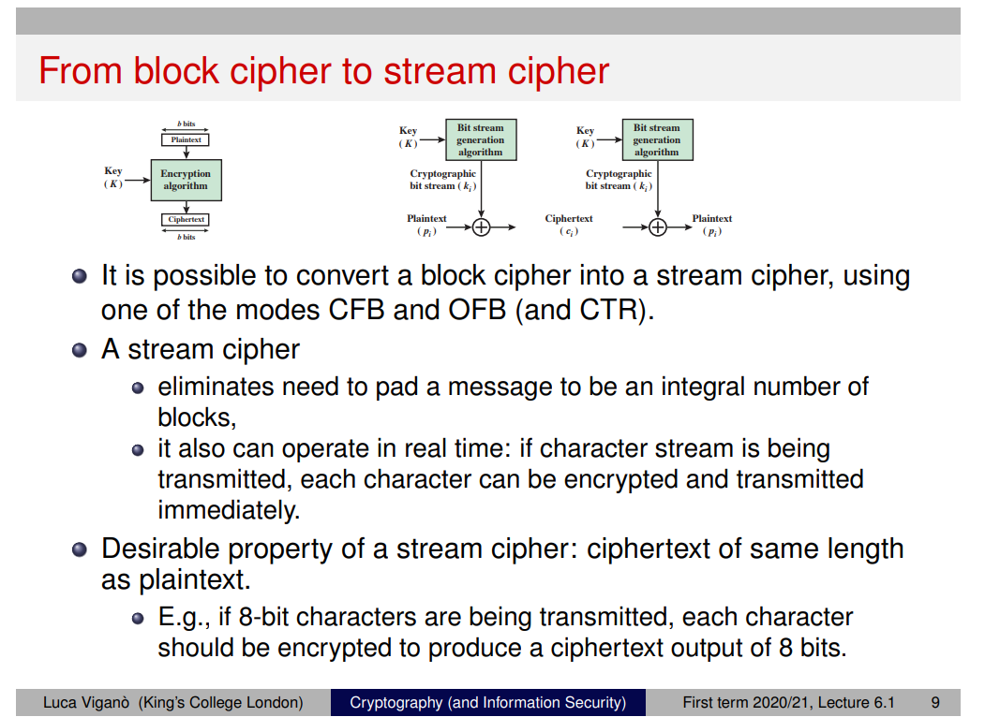 From block cipher to stream cipher
b bits
Plaintext
Key
( K )
Encryption
algorithm
Ciphertext
b bits
Key
( K )
Bit stream
generation
algorithm
Cryptographic
bit stream ( ki )
Plaintext
( pi )
Key
( K )
Bit stream
generation
algorithm
Cryptographic
bit stream ( ki )
Ciphertext
( ci )
Plaintext
( pi )
It is possible to convert a block cipher into a stream cipher, using
one of the modes CFB and OFB (and CTR).
A stream cipher
eliminates need to pad a message to be an integral number of
blocks,
it also can operate in real time: if character stream is being
transmitted, each character can be encrypted and transmitted
immediately.
Desirable property of a stream cipher: ciphertext of same length
as plaintext.
E.g., if 8-bit characters are being transmitted, each character
should be encrypted to produce a ciphertext output of 8 bits.
Luca Viganò (King's College London) Cryptography (and Information Security) First term 2020/21, Lecture 6.1 9